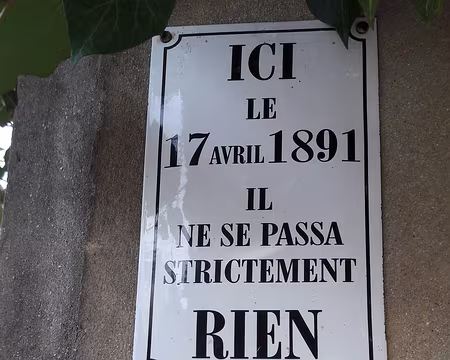 ICI
LE
17 AVRIL 1891
IL
NE SE PASSA
STRICTEMENT
RIEN